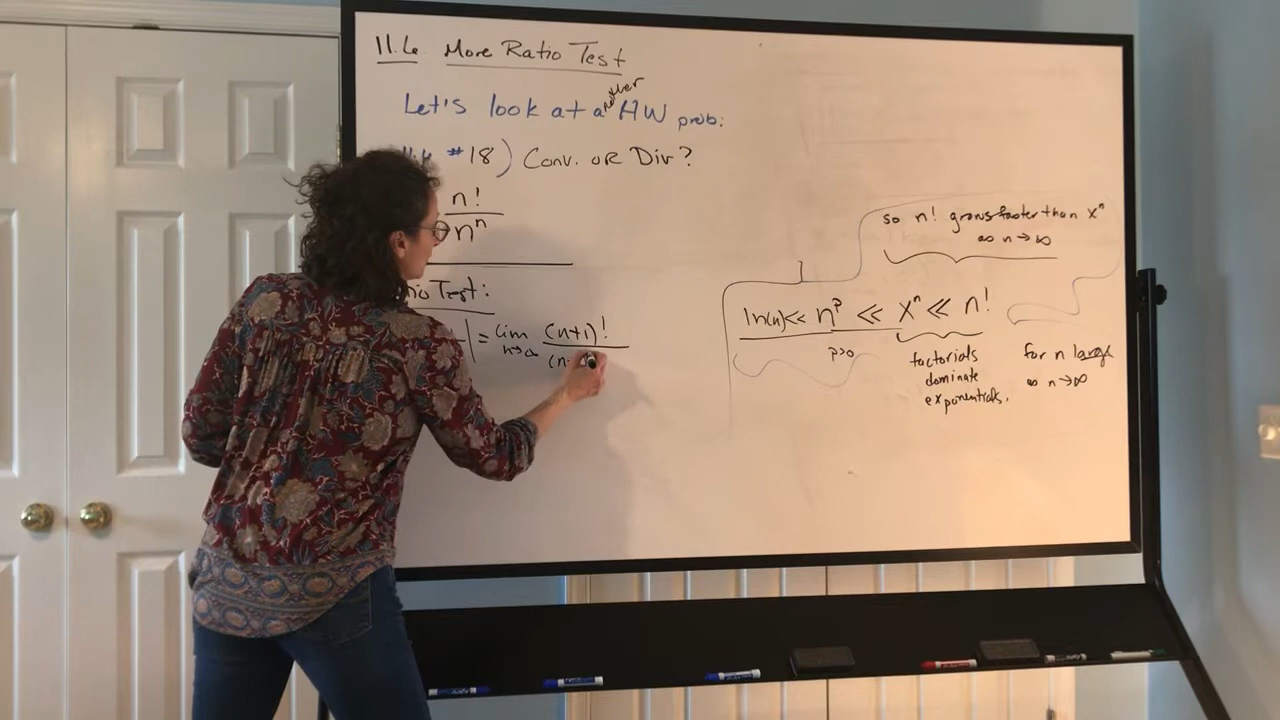 11.6 More Ratio Test
Let's look at another HW prob:
#18) Conv. OR Div?
n!
n^n
Test:
| = lim (n+1)!
n→∞ (n
so n! grows faster than x^n
as n→∞
ln(n) << n^p << x^n << n!
p>0
factorials
dominate
exponentials.
for n large
as n→∞